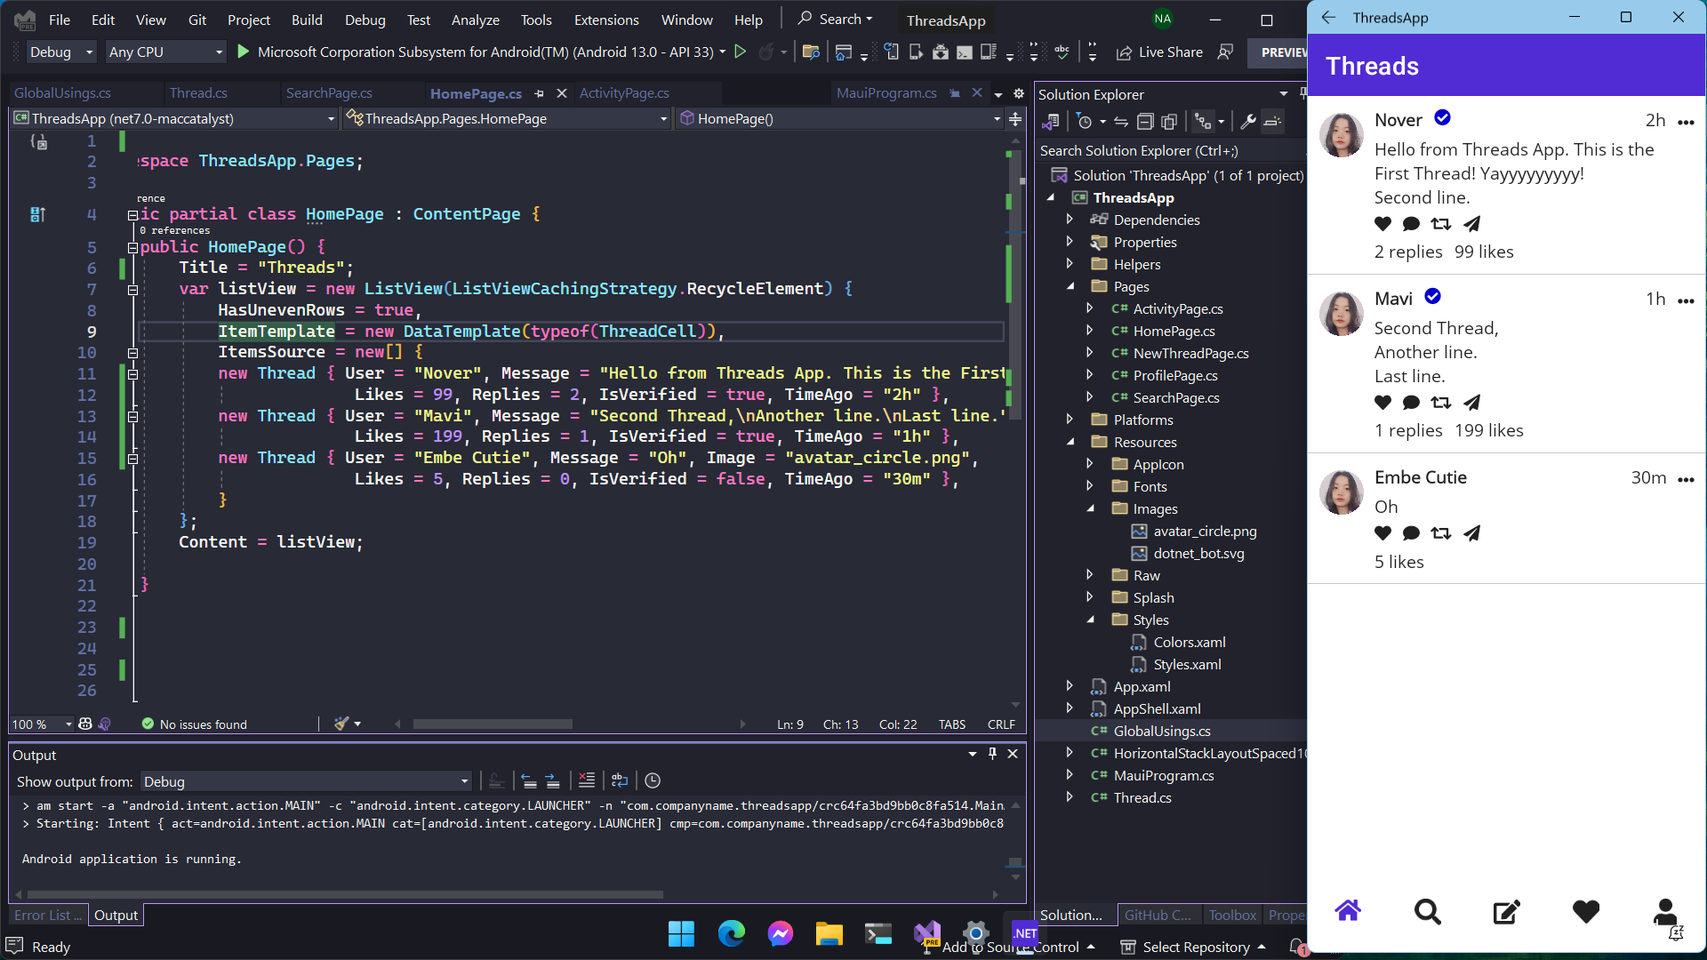 File Edit View Git Project Build Debug Test Analyze Tools Extensions Window Help Search ThreadsApp NA
Debug Any CPU Microsoft Corporation Subsystem for Android(TM) (Android 13.0 - API 33) Live Share PREVIEW
GlobalUsings.cs Thread.cs SearchPage.cs HomePage.cs ActivityPage.cs MauiProgram.cs
ThreadsApp (net7.0-maccatalyst) ThreadsApp.Pages.HomePage HomePage()
1
2 espace ThreadsApp.Pages;
3
rence
4 ic partial class HomePage : ContentPage {
0 references
5 public HomePage() {
6 Title = "Threads";
7 var listView = new ListView(ListViewCachingStrategy.RecycleElement) {
8 HasUnevenRows = true,
9 ItemTemplate = new DataTemplate(typeof(ThreadCell)),
10 ItemsSource = new[] {
11 new Thread { User = "Nover", Message = "Hello from Threads App. This is the First
12 Likes = 99, Replies = 2, IsVerified = true, TimeAgo = "2h" },
13 new Thread { User = "Mavi", Message = "Second Thread,\nAnother line.\nLast line."
14 Likes = 199, Replies = 1, IsVerified = true, TimeAgo = "1h" },
15 new Thread { User = "Embe Cutie", Message = "Oh", Image = "avatar_circle.png",
16 Likes = 5, Replies = 0, IsVerified = false, TimeAgo = "30m" },
17 }
18 };
19 Content = listView;
20
21 }
22
23
24
25
26
100 % No issues found Ln: 9 Ch: 13 Col: 22 TABS CRLF
Output
Show output from: Debug
> am start -a "android.intent.action.MAIN" -c "android.intent.category.LAUNCHER" -n "com.companyname.threadsapp/crc64fa3bd9bb0c8fa514.Main.
> Starting: Intent { act=android.intent.action.MAIN cat=[android.intent.category.LAUNCHER] cmp=com.companyname.threadsapp/crc64fa3bd9bb0c8
Android application is running.
Error List ... Output
Ready
Solution Explorer
Search Solution Explorer (Ctrl+;)
Solution 'ThreadsApp' (1 of 1 project)
ThreadsApp
Dependencies
Properties
Helpers
Pages
C# ActivityPage.cs
C# HomePage.cs
C# NewThreadPage.cs
C# ProfilePage.cs
C# SearchPage.cs
Platforms
Resources
AppIcon
Fonts
Images
avatar_circle.png
dotnet_bot.svg
Raw
Splash
Styles
Colors.xaml
Styles.xaml
App.xaml
AppShell.xaml
C# GlobalUsings.cs
C# HorizontalStackLayoutSpaced10
C# MauiProgram.cs
C# Thread.cs
Solution... GitHub C... Toolbox Prope
PRE .NET Add to Source Control Select Repository 1
ThreadsApp
Threads
Nover 2h
Hello from Threads App. This is the
First Thread! Yayyyyyyyyy!
Second line.
2 replies 99 likes
Mavi 1h
Second Thread,
Another line.
Last line.
1 replies 199 likes
Embe Cutie 30m
Oh
5 likes